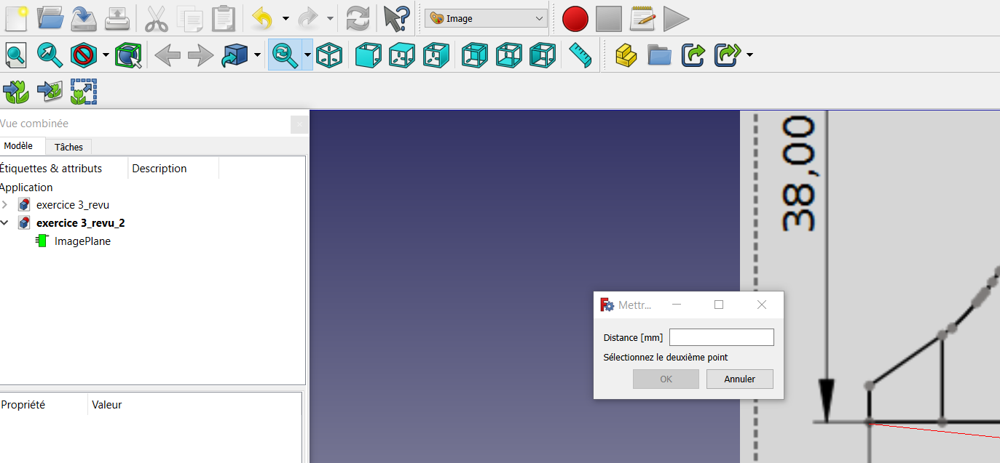 Image
Vue combinée
Modèle
Tâches
Étiquettes & attributs
Description
Application
exercice 3_revu
exercice 3_revu_2
ImagePlane
Propriété
Valeur
38,00
Mettr...
Distance [mm]
Sélectionnez le deuxième point
OK
Annuler